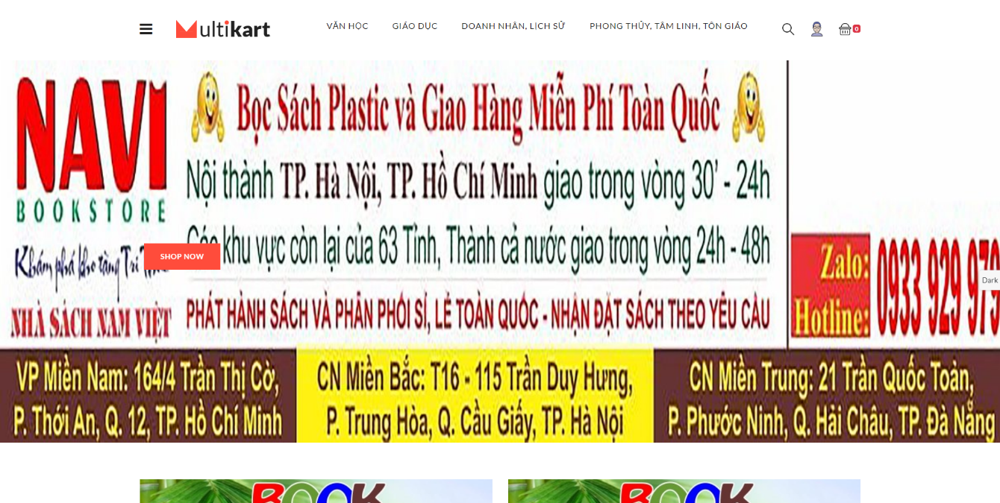 Multikart
VĂN HỌC
GIÁO DỤC
DOANH NHÂN, LỊCH SỬ
PHONG THỦY, TÂM LINH, TÔN GIÁO
0
NAVI
BOOKSTORE
Khám phá kho tàng Tri
NHÀ SÁCH NAM VIỆT
SHOP NOW
Bọc Sách Plastic và Giao Hàng Miễn Phí Toàn Quốc
Nội thành TP. Hà Nội, TP. Hồ Chí Minh giao trong vòng 30' - 24h
khu vực còn lại của 63 Tỉnh, Thành cả nước giao trong vòng 24h - 48h
PHÁT HÀNH SÁCH VÀ PHÂN PHỐI SỈ, LẺ TOÀN QUỐC - NHẬN ĐẶT SÁCH THEO YÊU CẦU
Zalo:
Hotline:
0933 929 979
Dark
VP Miền Nam: 164/4 Trần Thị Cờ,
P. Thới An, Q. 12, TP. Hồ Chí Minh
CN Miền Bắc: T16 - 115 Trần Duy Hưng,
P. Trung Hòa, Q. Cầu Giấy, TP. Hà Nội
CN Miền Trung: 21 Trần Quốc Toản,
P. Phước Ninh, Q. Hải Châu, TP. Đà Nẵng
BOOK
BOOK